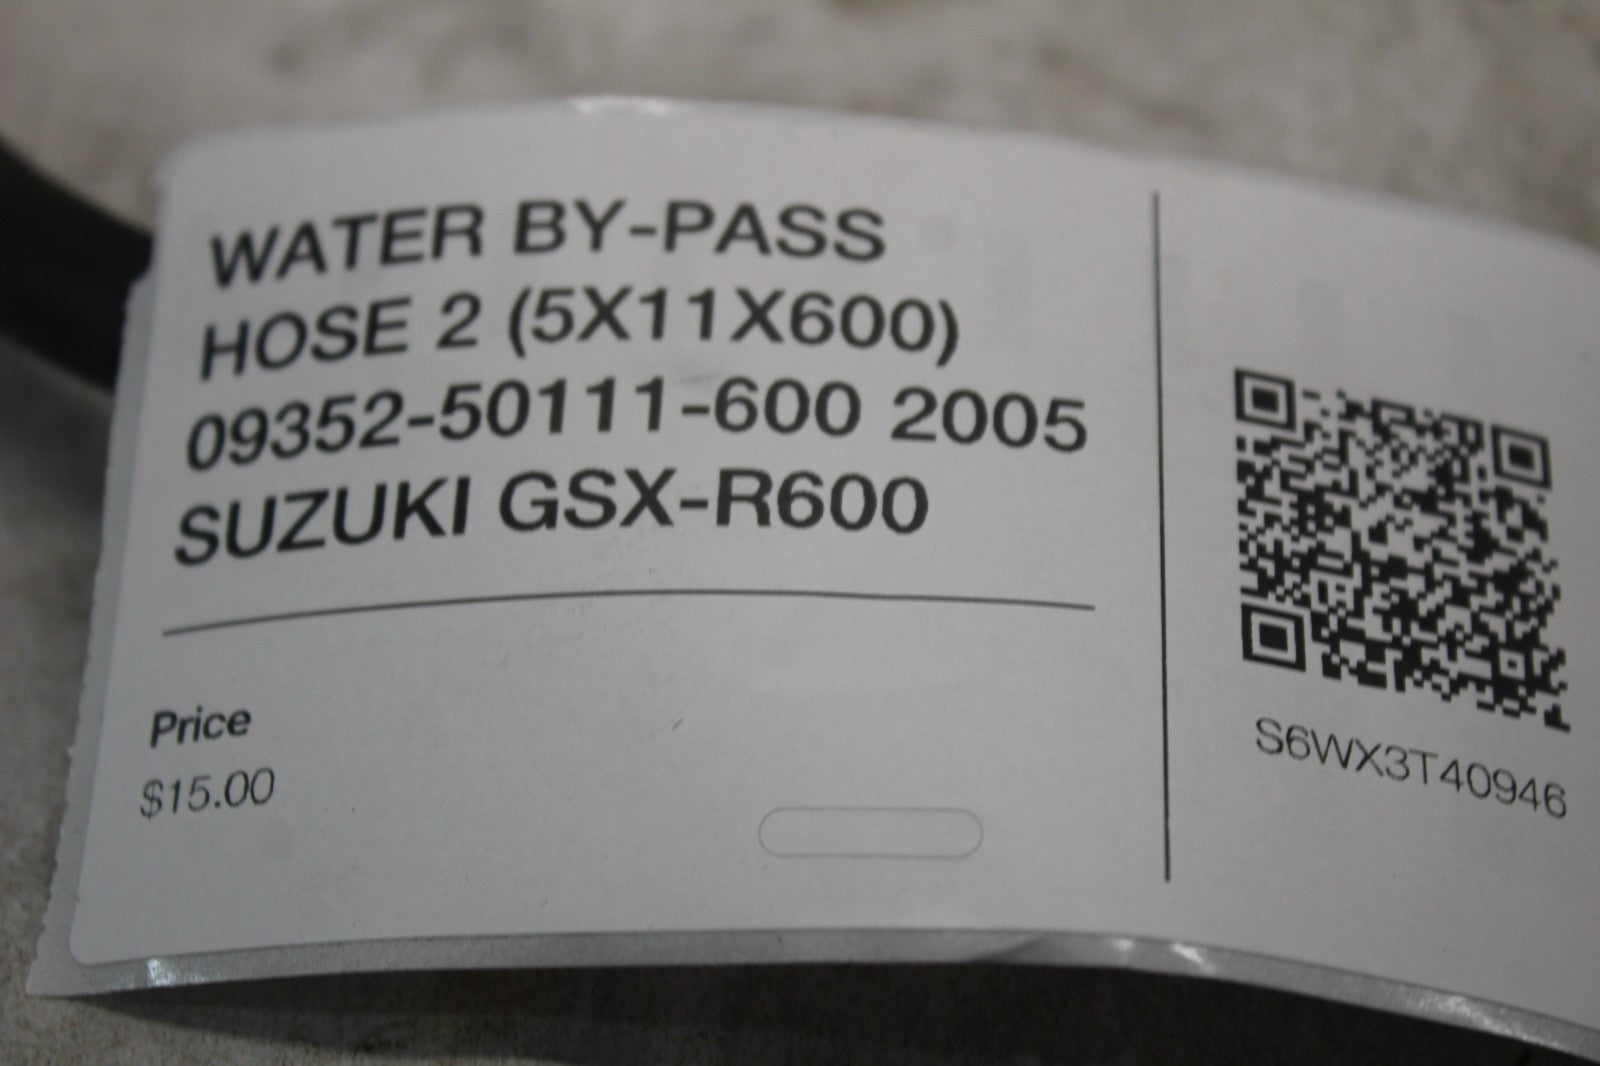 WATER BY-PASS
HOSE 2 (5X11X600)
09352-50111-600 2005
SUZUKI GSX-R600
Price
$15.00
S6WX3T40946